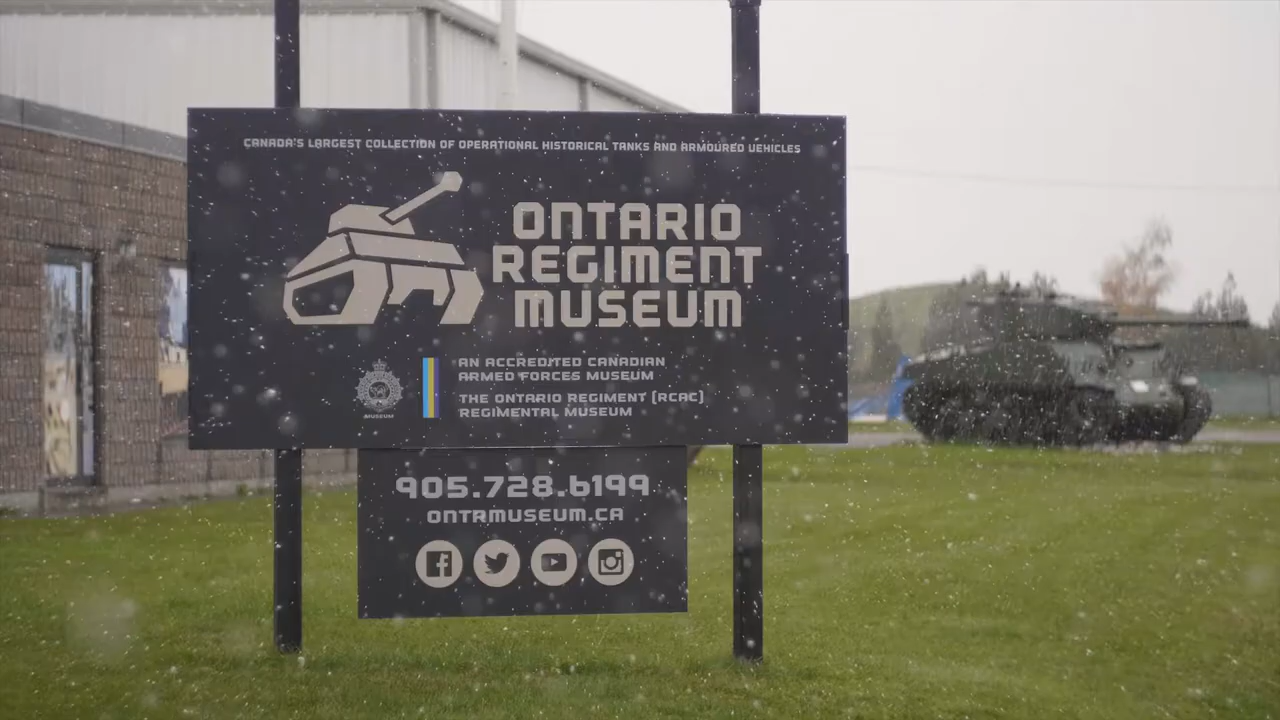 CANADA'S LARGEST COLLECTION OF OPERATIONAL HISTORICAL TANKS AND ARMOURED VEHICLES
ONTARIO
REGIMENT
MUSEUM
AN ACCREDITED CANADIAN
ARMED FORCES MUSEUM
THE ONTARIO REGIMENT (RCAC)
REGIMENTAL MUSEUM
MUSEUM
905.728.6199
ONTRMUSEUM.CA